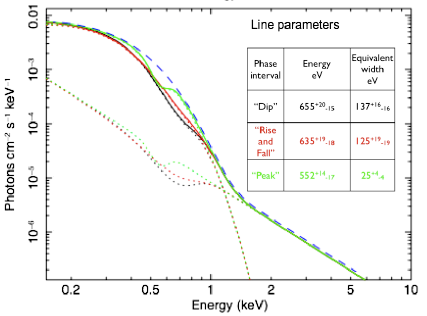 Line parameters
Phase interval Energy eV Equivalent width eV
"Dip" 655+20-15 137+16-16
"Rise and Fall" 635+19-18 125+19-19
"Peak" 552+14-17 25+4-4
Photons cm⁻² s⁻¹ keV⁻¹
0.01
10⁻³
10⁻⁴
10⁻⁵
10⁻⁶
0.2 0.5 1 2 5 10
Energy (keV)